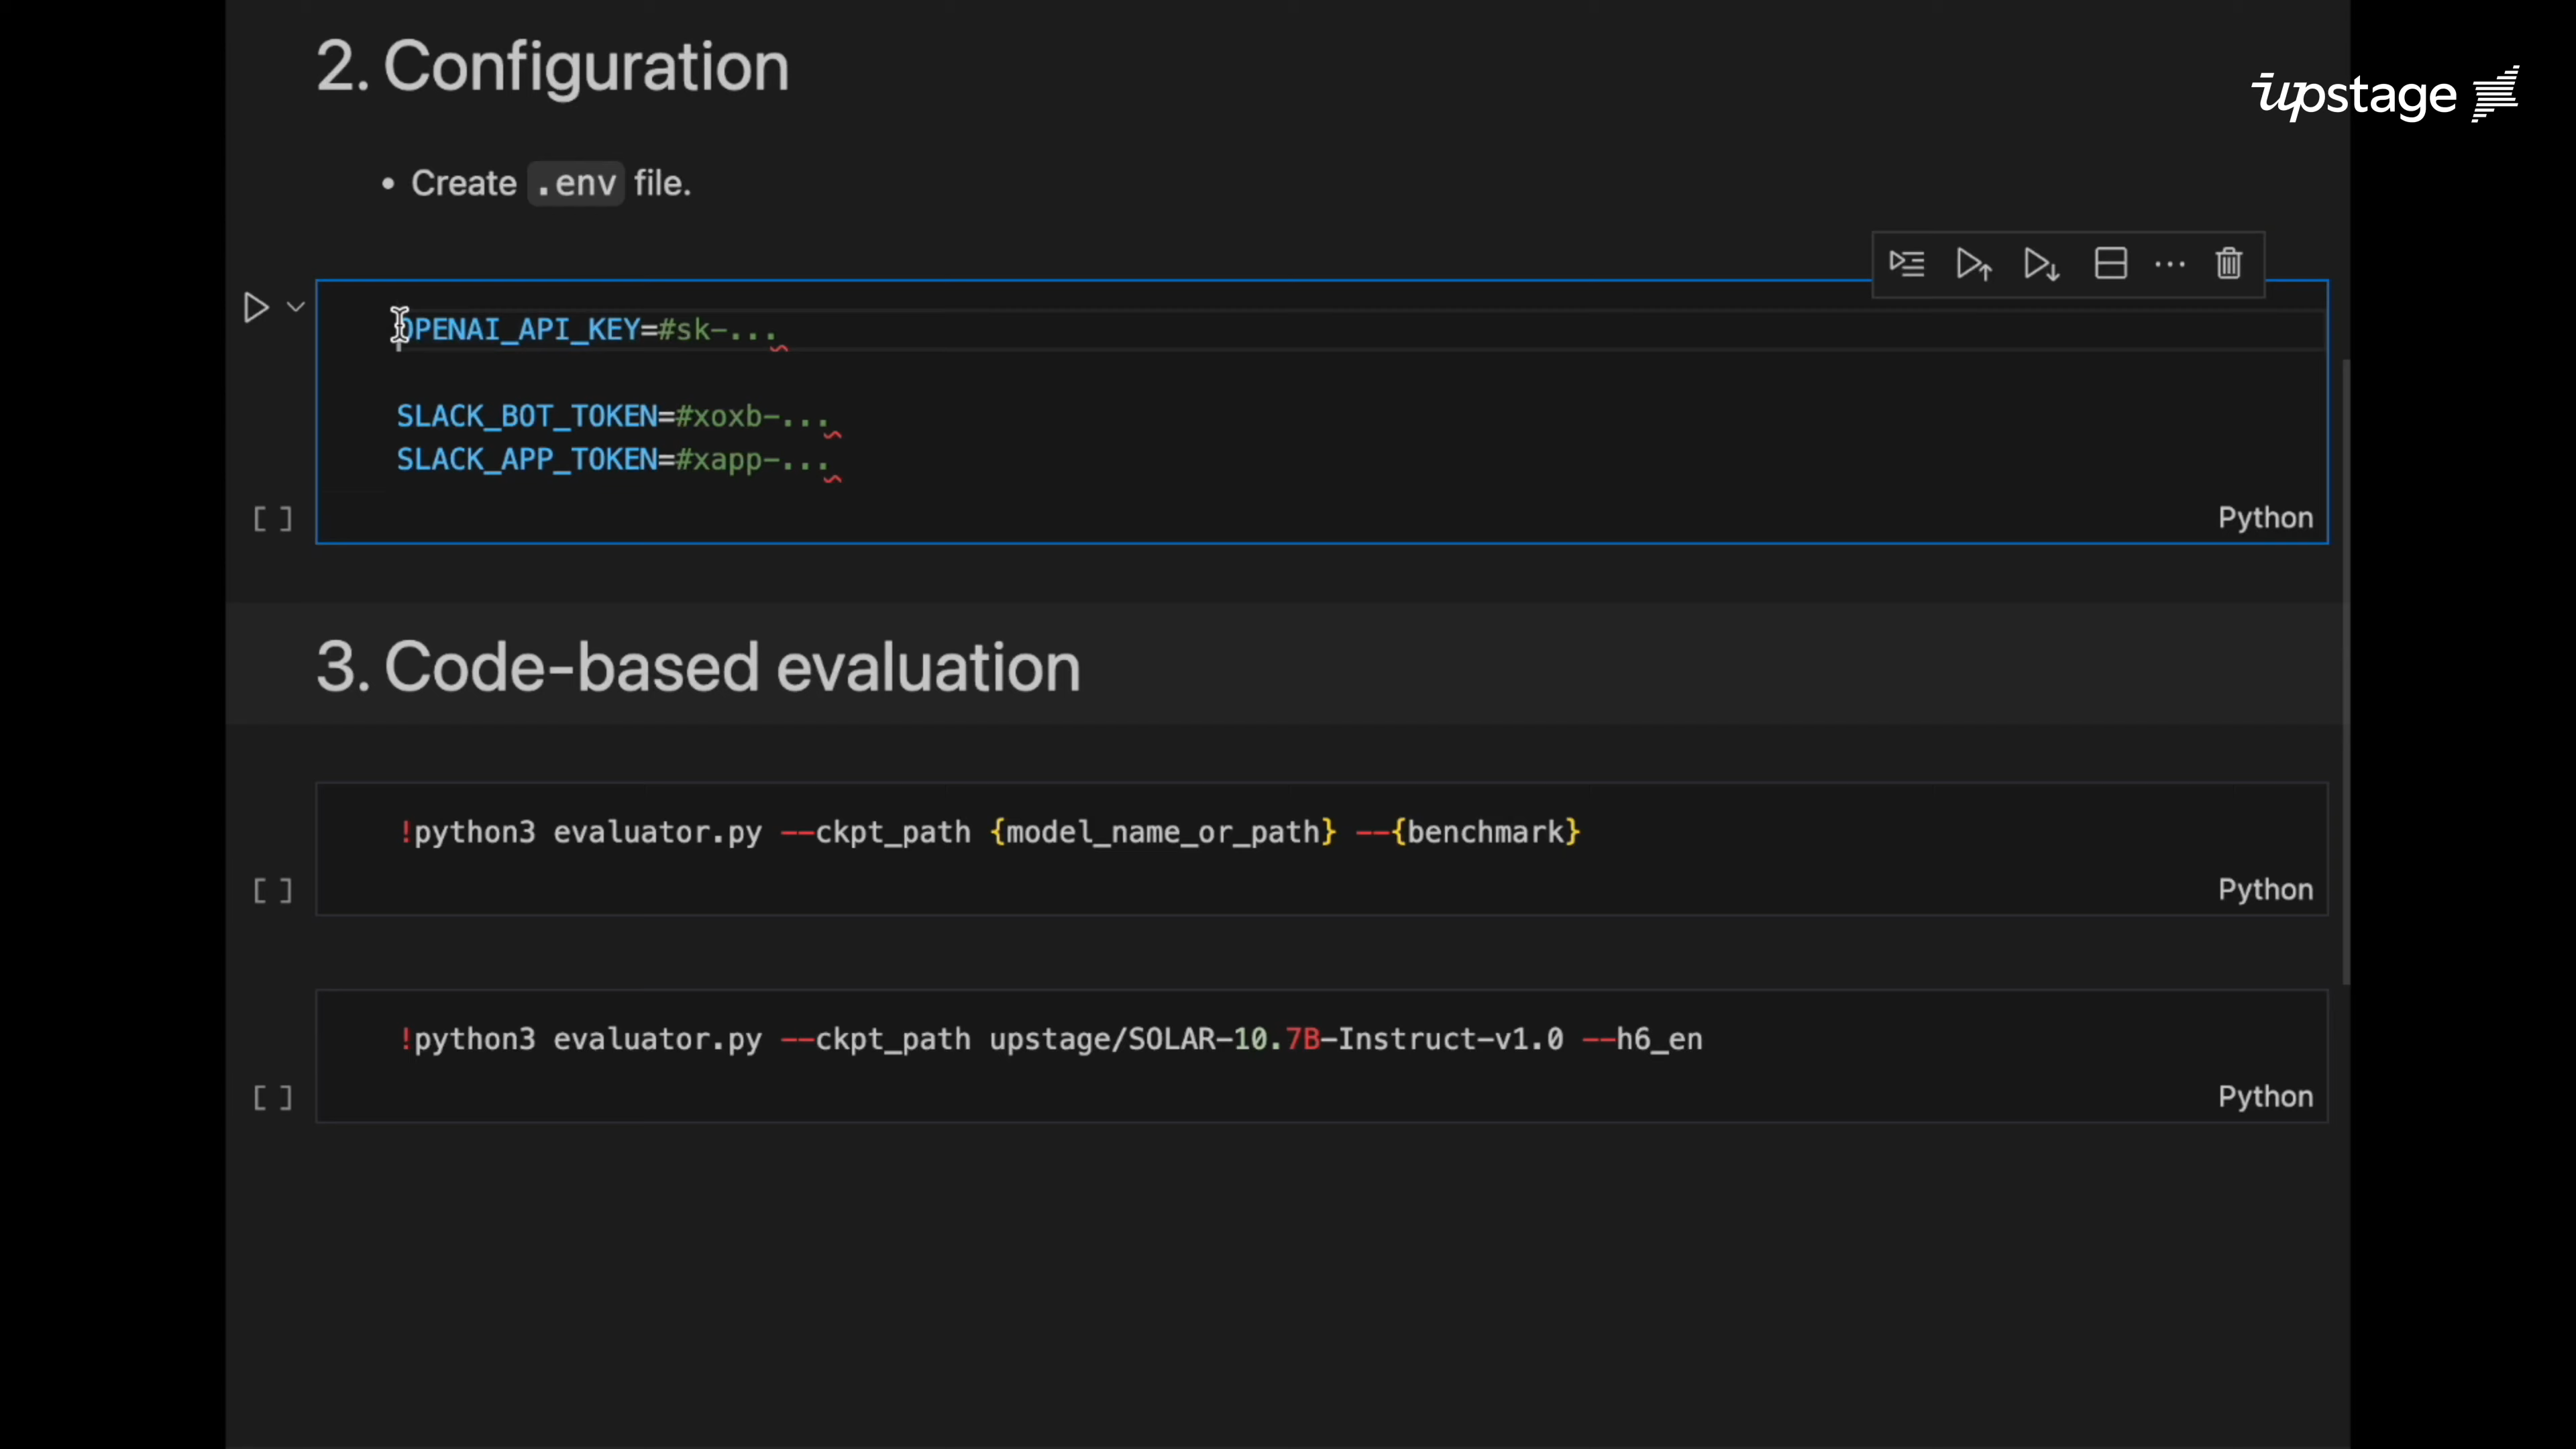 2. Configuration
upstage
• Create .env file.
OPENAI_API_KEY=#sk-...
SLACK_BOT_TOKEN=#xoxb-...
SLACK_APP_TOKEN=#xapp-...
[ ]
Python
3. Code-based evaluation
!python3 evaluator.py --ckpt_path {model_name_or_path} --{benchmark}
[ ]
Python
!python3 evaluator.py --ckpt_path upstage/SOLAR-10.7B-Instruct-v1.0 --h6_en
[ ]
Python